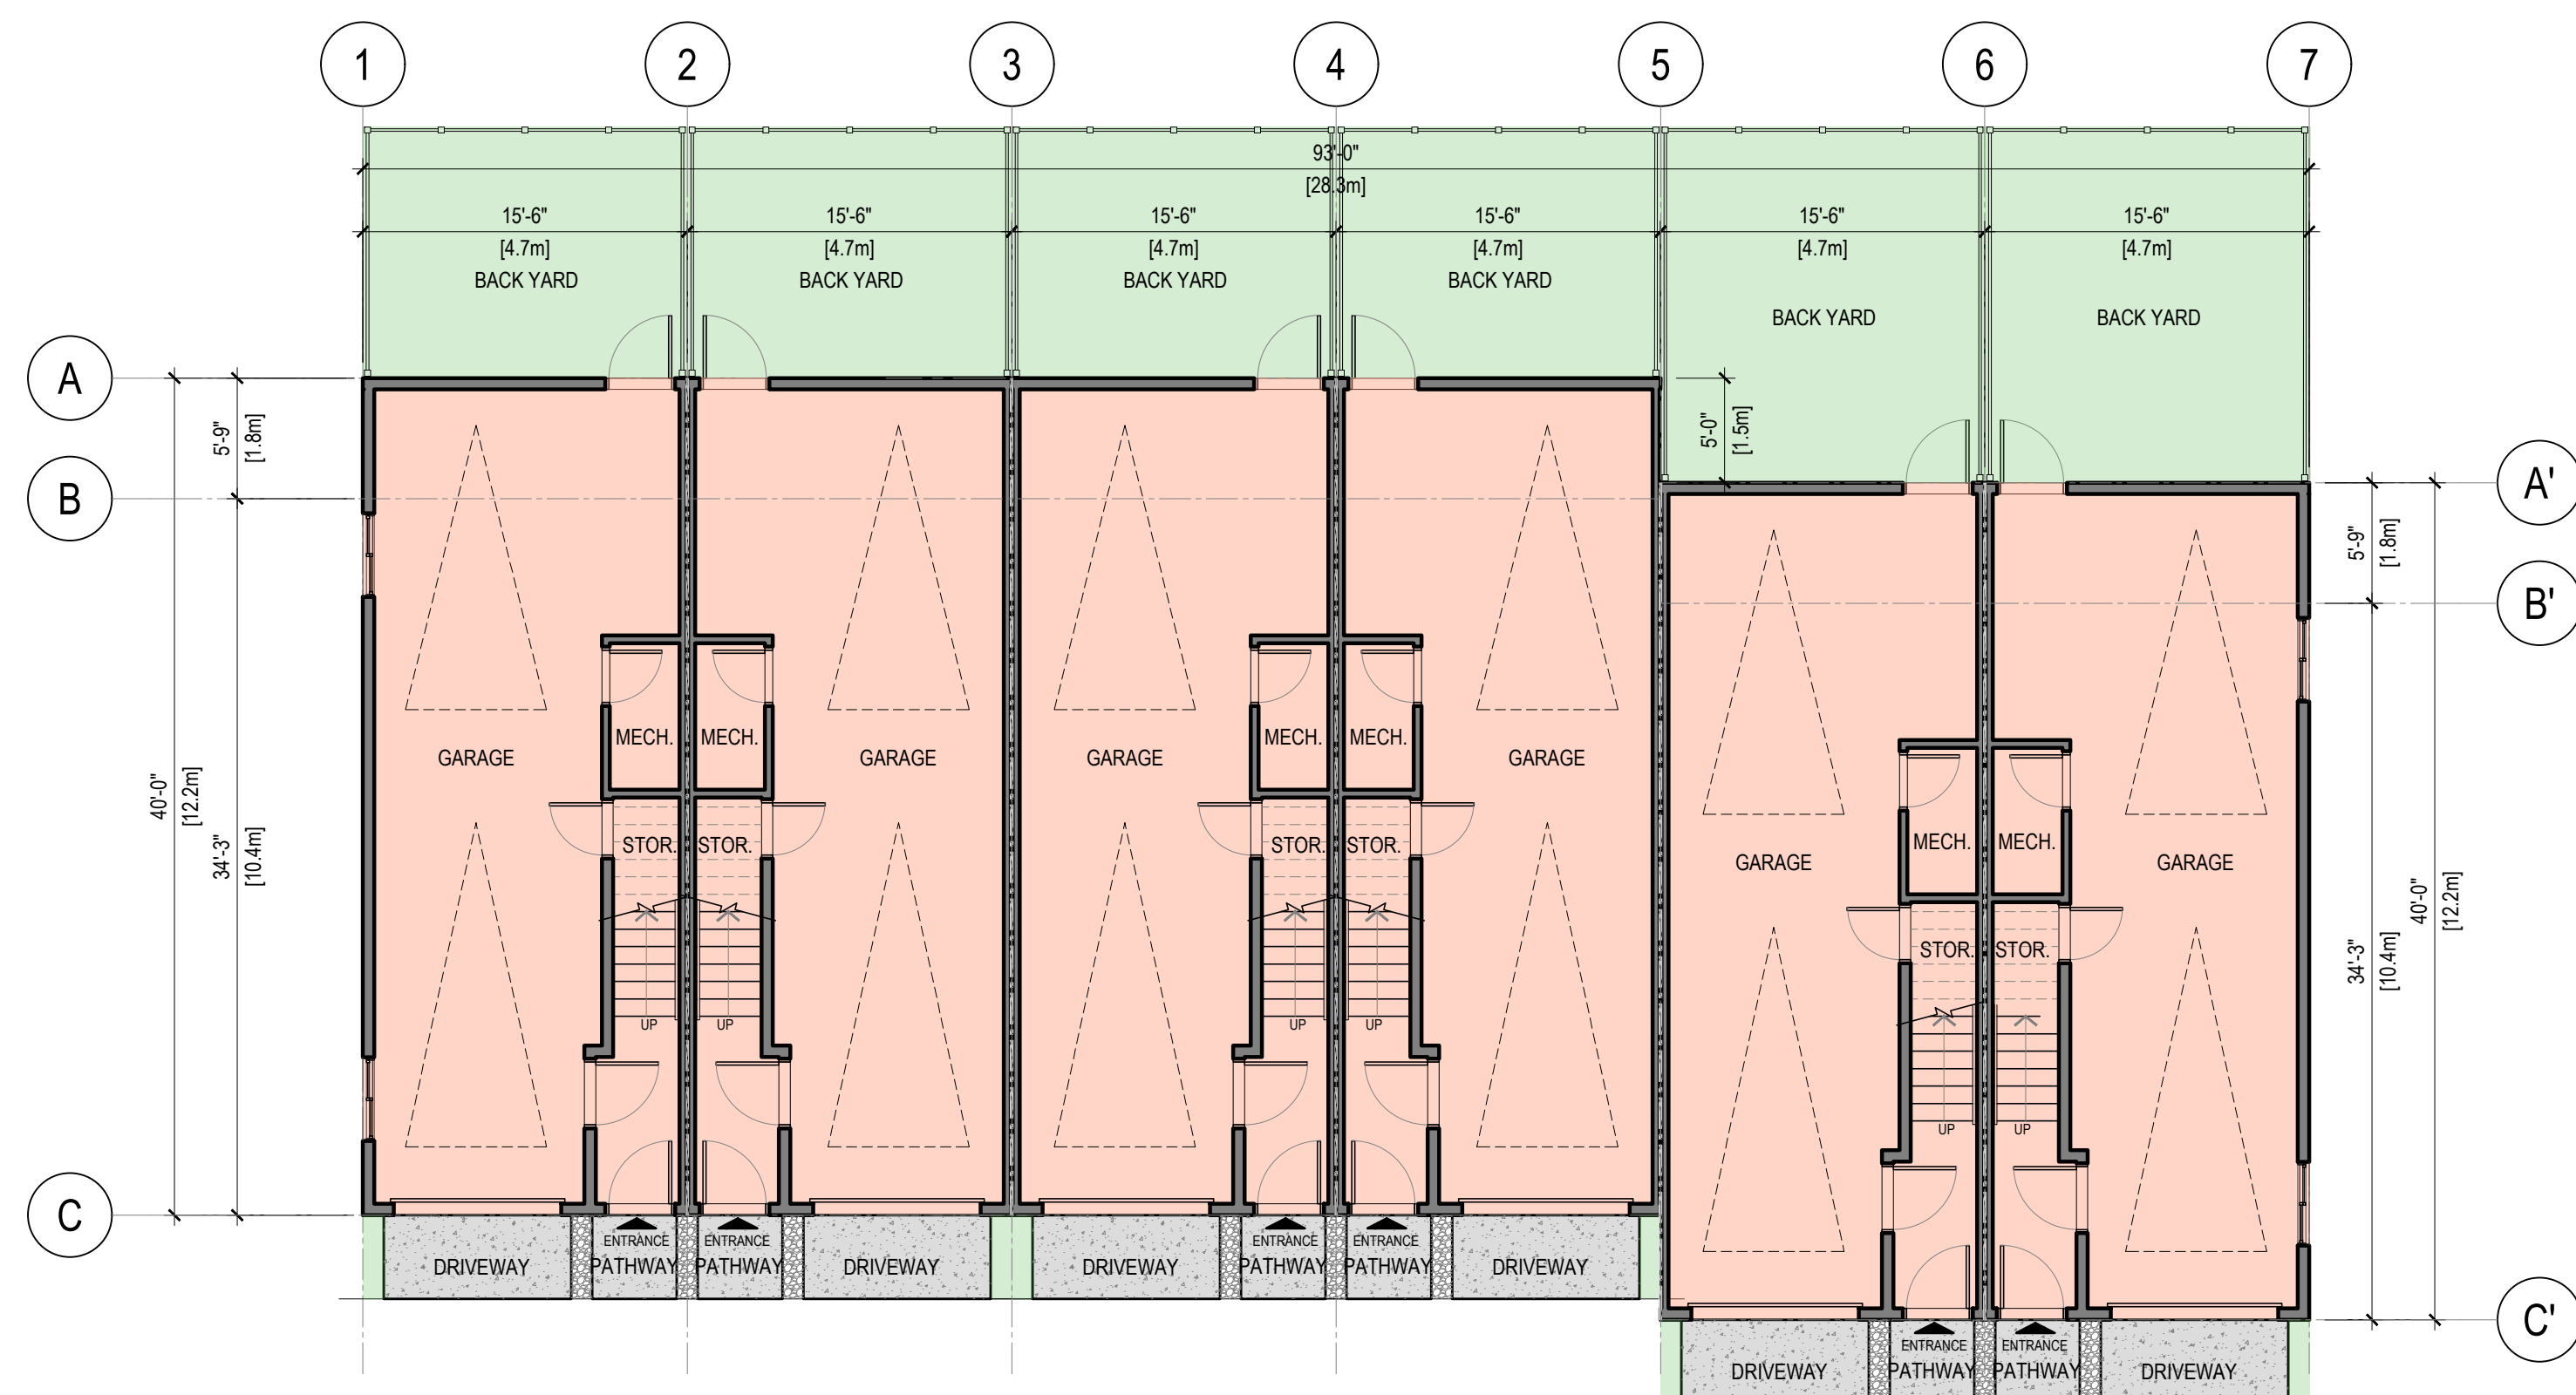 1 2 3 4 5 6 7
93'-0"
[28.3m]
15'-6" 15'-6" 15'-6" 15'-6" 15'-6" 15'-6"
[4.7m] [4.7m] [4.7m] [4.7m] [4.7m] [4.7m]
BACK YARD BACK YARD BACK YARD BACK YARD
BACK YARD BACK YARD
A
5'-9"
[1.8m]
5'-0"
[1.5m]
B
A'
5'-9"
[1.8m]
B'
MECH. MECH. MECH. MECH.
GARAGE GARAGE GARAGE GARAGE
40'-0"
[12.2m]
34'-3"
[10.4m]
STOR. STOR. STOR. STOR.
MECH. MECH.
GARAGE GARAGE
40'-0"
[12.2m]
34'-3"
[10.4m]
STOR. STOR.
UP UP UP UP
UP UP
C
ENTRANCE ENTRANCE ENTRANCE ENTRANCE
DRIVEWAY PATHWAY PATHWAY DRIVEWAY DRIVEWAY PATHWAY PATHWAY DRIVEWAY
C'
ENTRANCE ENTRANCE
DRIVEWAY PATHWAY PATHWAY DRIVEWAY